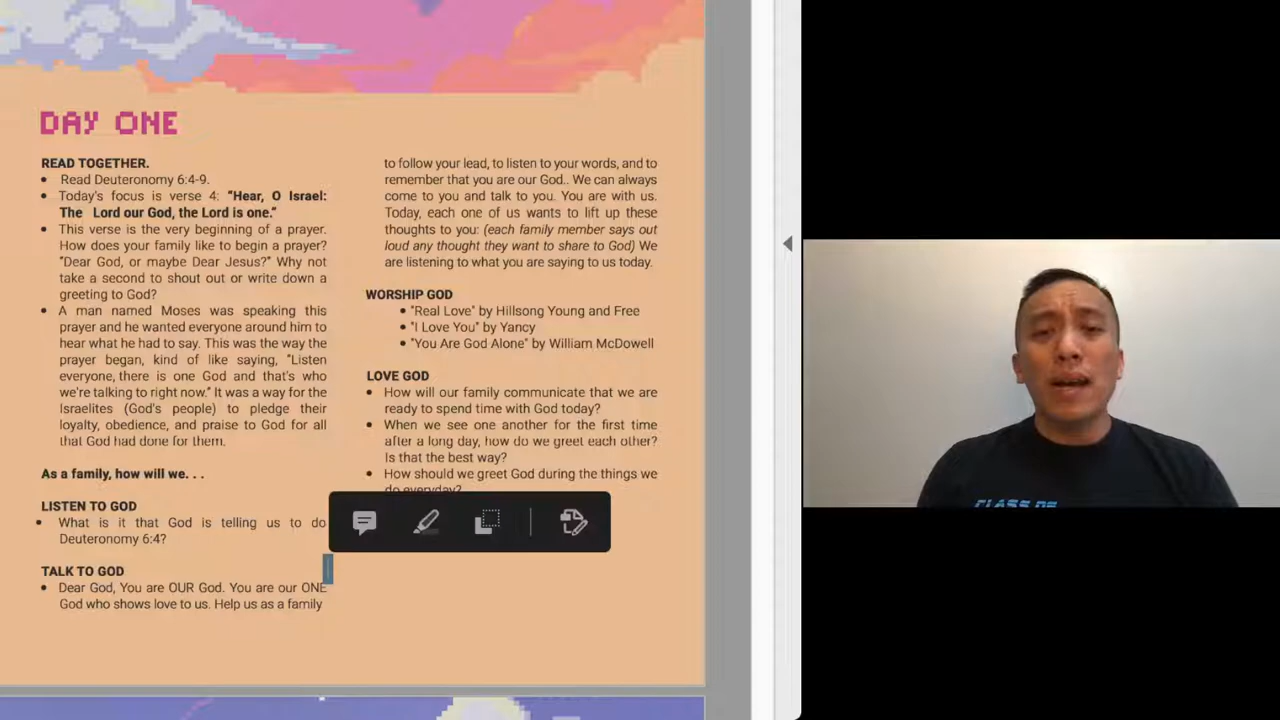 DAY ONE
READ TOGETHER.
Read Deuteronomy 6:4-9.
Today's focus is verse 4: "Hear, O Israel:
The Lord our God, the Lord is one."
This verse is the very beginning of a prayer.
How does your family like to begin a prayer?
"Dear God, or maybe Dear Jesus?" Why not
take a second to shout out or write down a
greeting to God?
A man named Moses was speaking this
prayer and he wanted everyone around him to
hear what he had to say. This was the way the
prayer began, kind of like saying, "Listen
everyone, there is one God and that's who
we're talking to right now." It was a way for the
Israelites (God's people) to pledge their
loyalty, obedience, and praise to God for all
that God had done for them.
As a family, how will we. . .
LISTEN TO GOD
What is it that God is telling us to do
Deuteronomy 6:4?
TALK TO GOD
Dear God, You are OUR God. You are our ONE
God who shows love to us. Help us as a family
to follow your lead, to listen to your words, and to
remember that you are our God.. We can always
come to you and talk to you. You are with us.
Today, each one of us wants to lift up these
thoughts to you: (each family member says out
loud any thought they want to share to God) We
are listening to what you are saying to us today.
WORSHIP GOD
"Real Love" by Hillsong Young and Free
"I Love You" by Yancy
"You Are God Alone" by William McDowell
LOVE GOD
How will our family communicate that we are
ready to spend time with God today?
When we see one another for the first time
after a long day, how do we greet each other?
Is that the best way?
How should we greet God during the things we
do everyday?
CLASS OF